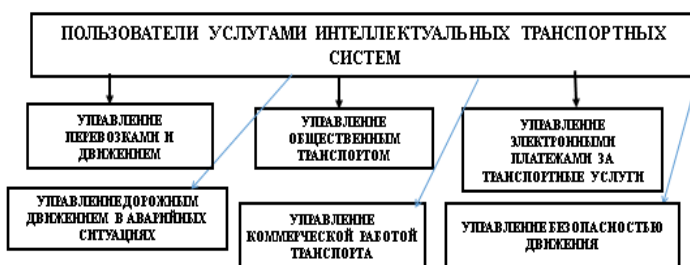 ПОЛЬЗОВАТЕЛИ УСЛУГАМИ ИНТЕЛЛЕКТУАЛЬНЫХ ТРАНСПОРТНЫХ
СИСТЕМ
УПРАВЛЕНИЕ
ПЕРЕВОЗКАМИ И
ДВИЖЕНИЕМ
УПРАВЛЕНИЕ
ОБЩЕСТВЕННЫМ
ТРАНСПОРТОМ
УПРАВЛЕНИЕ
ЭЛЕКТРОННЫМИ
ПЛАТЕЖАМИ ЗА
ТРАНСПОРТНЫЕ УСЛУГИ
УПРАВЛЕНИЕДОРОЖНЫМ
ДВИЖЕНИЕМ В АВАРИЙНЫХ
СИТУАЦИЯХ
УПРАВЛЕНИЕ
КОММЕРЧЕСКОЙ РАБОТОЙ
ТРАНСПОРТА
УПРАВЛЕНИЕ БЕЗОПАСНОСТЬЮ
ДВИЖЕНИЯ